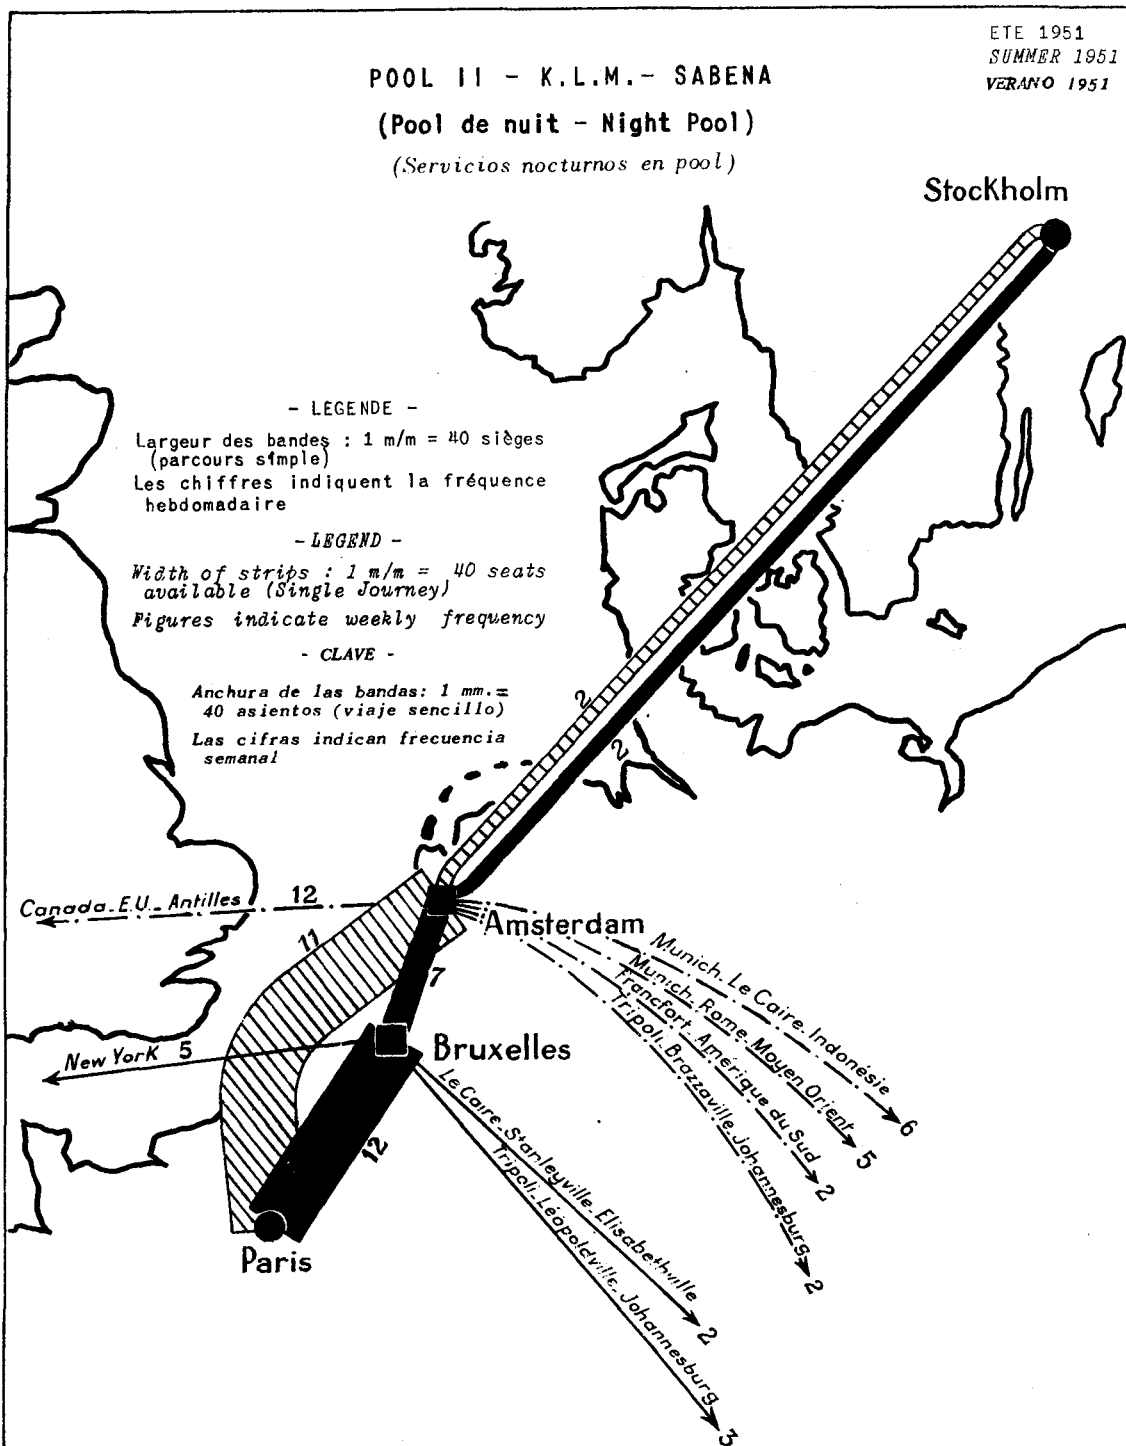 ETE 1951
SUMMER 1951
VERANO 1951
POOL II - K.L.M.- SABENA
(Pool de nuit - Night Pool)
(Servicios nocturnos en pool)
Stockholm
- LEGENDE -
Largeur des bandes : 1 m/m = 40 sièges
(parcours simple)
Les chiffres indiquent la fréquence
hebdomadaire
- LEGEND -
Width of strips : 1 m/m = 40 seats
available (Single Journey)
Figures indicate weekly frequency
- CLAVE -
Anchura de las bandas: 1 mm.=
40 asientos (viaje sencillo)
Las cifras indican frecuencia
semanal
2
2
Canada-E.U.-Antilles 12
11
Amsterdam
7
New York 5
Bruxelles
12
Paris
Munich-Le Caire-Indonésie 6
Munich-Rome-Moyen Orient 5
Francfort-Amérique du Sud 2
Tripoli-Brazzaville-Johannesburg 2
Le Caire-Stanleyville-Elisabethville 2
Tripoli-Léopoldville-Johannesburg 3